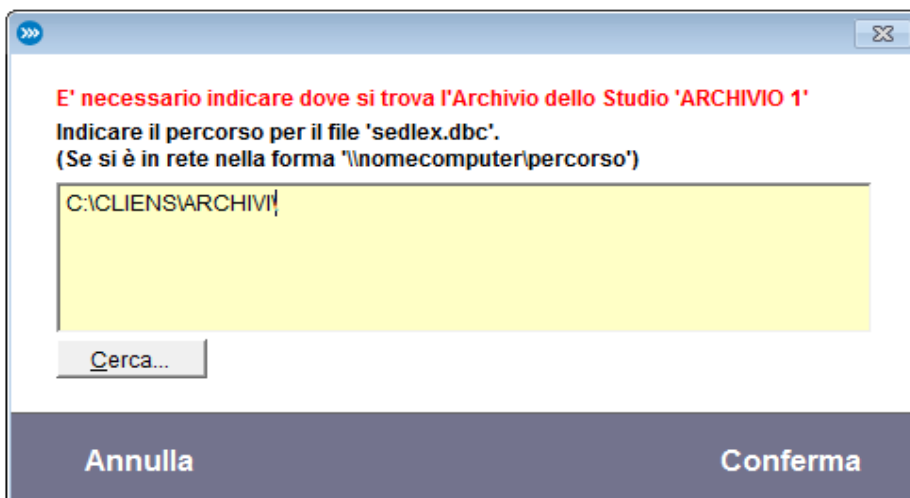 E' necessario indicare dove si trova l'Archivio dello Studio 'ARCHIVIO 1'
Indicare il percorso per il file 'sedlex.dbc'.
(Se si è in rete nella forma '\\nomecomputer\percorso')
C:\CLIENS\ARCHIVI\
Cerca...
Annulla
Conferma